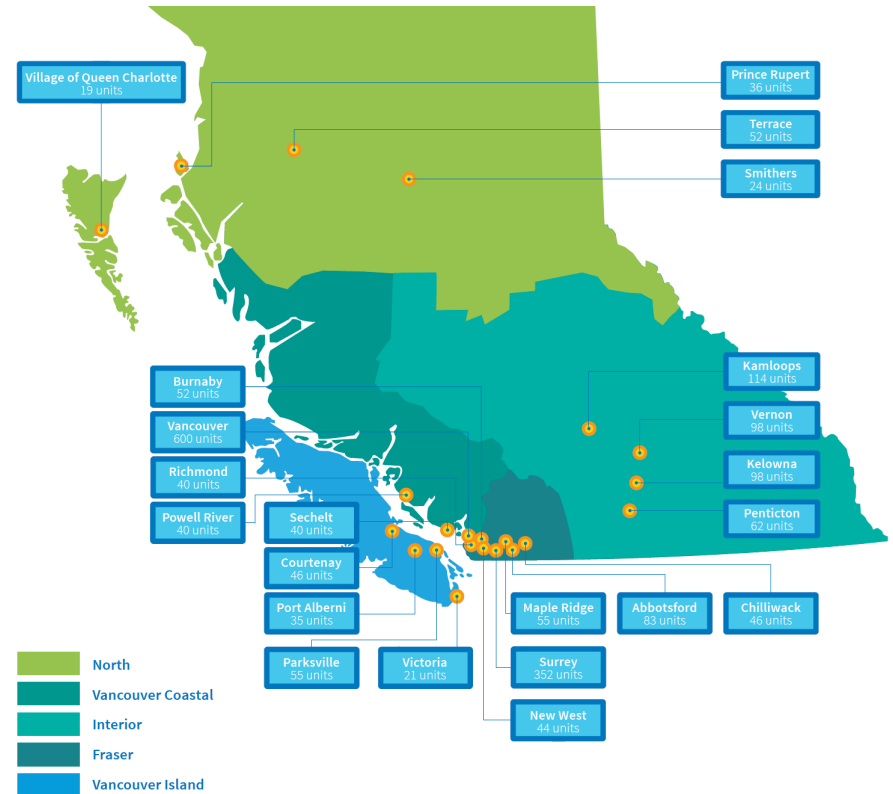 Village of Queen Charlotte
19 units
Prince Rupert
36 units
Terrace
52 units
Smithers
24 units
Burnaby
52 units
Vancouver
600 units
Richmond
40 units
Powell River
40 units
Sechelt
40 units
Courtenay
46 units
Port Alberni
35 units
Parksville
55 units
Victoria
21 units
Kamloops
114 units
Vernon
98 units
Kelowna
98 units
Penticton
62 units
Maple Ridge
55 units
Abbotsford
83 units
Chilliwack
46 units
Surrey
352 units
New West
44 units
North
Vancouver Coastal
Interior
Fraser
Vancouver Island